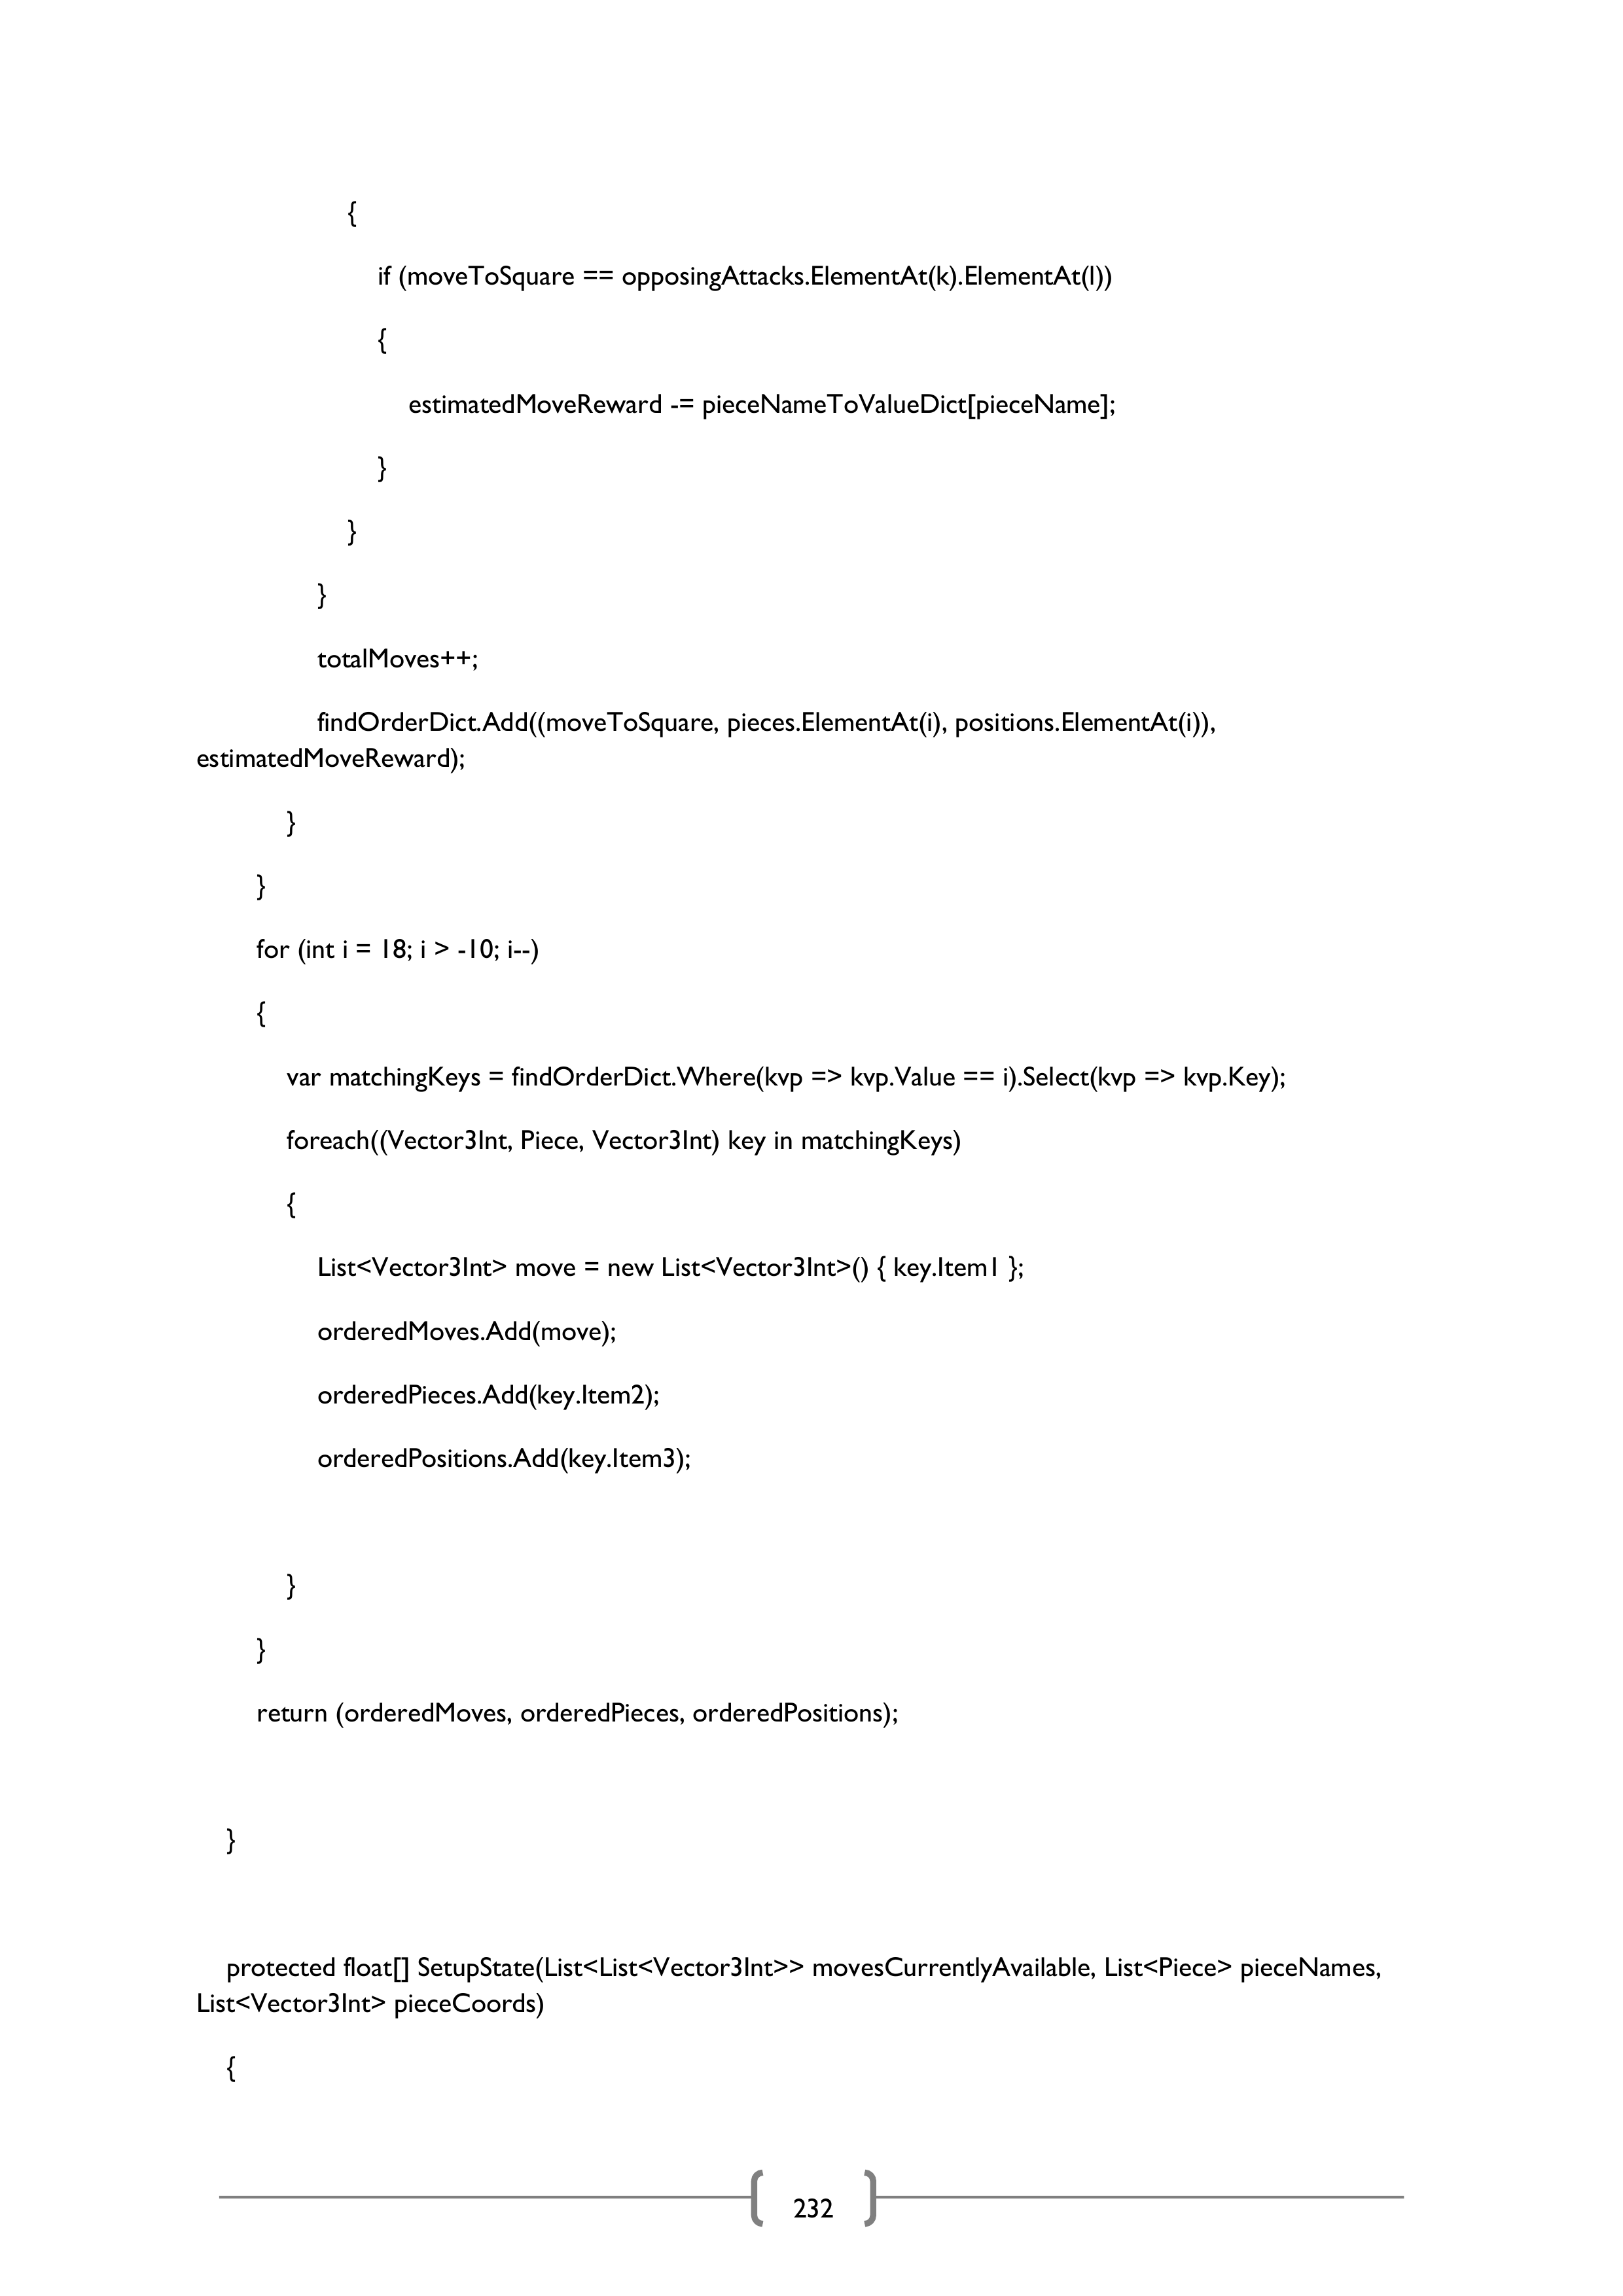 {
if (moveToSquare == opposingAttacks.ElementAt(k).ElementAt(l))
{
estimatedMoveReward -= pieceNameToValueDict[pieceName];
}
}
}
totalMoves++;
findOrderDict.Add((moveToSquare, pieces.ElementAt(i), positions.ElementAt(i)),
estimatedMoveReward);
}
}
for (int i = 18; i > -10; i--)
{
var matchingKeys = findOrderDict.Where(kvp => kvp.Value == i).Select(kvp => kvp.Key);
foreach((Vector3Int, Piece, Vector3Int) key in matchingKeys)
{
List<Vector3Int> move = new List<Vector3Int>() { key.Item1 };
orderedMoves.Add(move);
orderedPieces.Add(key.Item2);
orderedPositions.Add(key.Item3);
}
}
return (orderedMoves, orderedPieces, orderedPositions);
}
protected float[] SetupState(List<List<Vector3Int>> movesCurrentlyAvailable, List<Piece> pieceNames,
List<Vector3Int> pieceCoords)
{
232